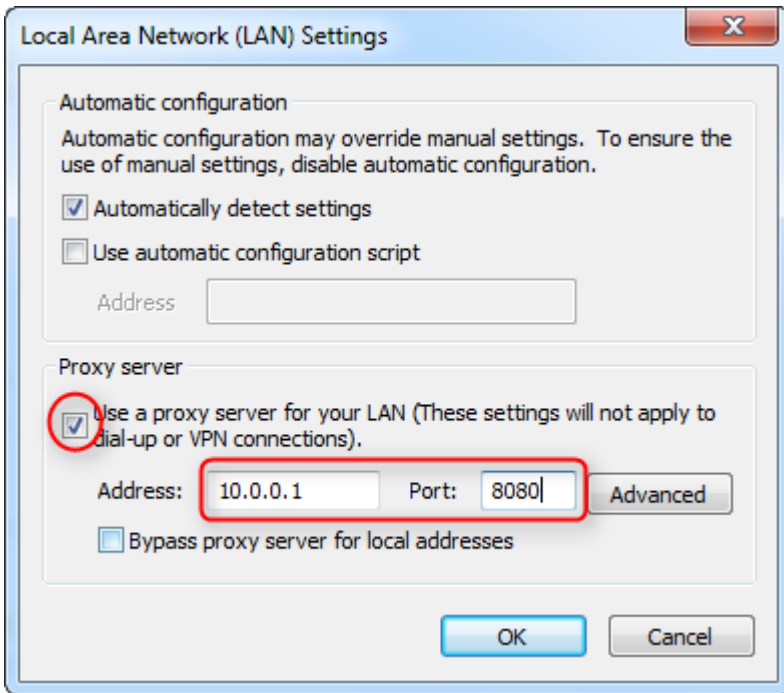 Local Area Network (LAN) Settings
Automatic configuration
Automatic configuration may override manual settings.  To ensure the
use of manual settings, disable automatic configuration.
Automatically detect settings
Use automatic configuration script
Address
Proxy server
Use a proxy server for your LAN (These settings will not apply to
dial-up or VPN connections).
Address: 10.0.0.1 Port: 8080 Advanced
Bypass proxy server for local addresses
OK Cancel